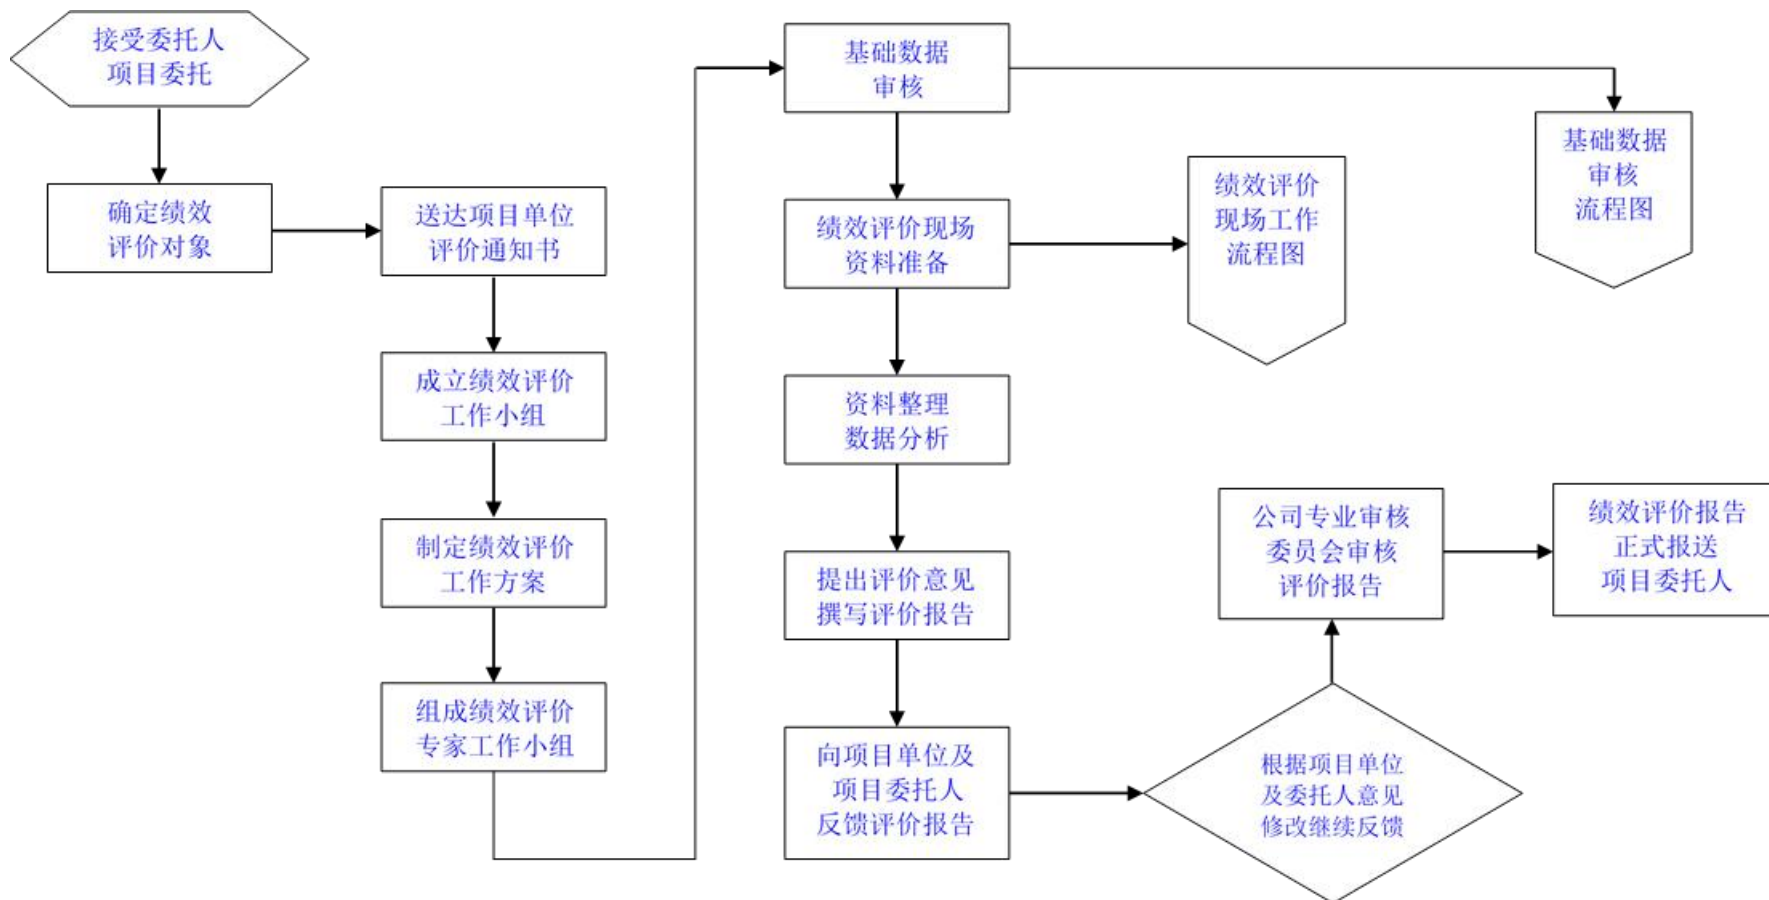 接受委托人
项目委托
确定绩效
评价对象
送达项目单位
评价通知书
成立绩效评价
工作小组
制定绩效评价
工作方案
组成绩效评价
专家工作小组
基础数据
审核
基础数据
审核
流程图
绩效评价现场
资料准备
绩效评价
现场工作
流程图
资料整理
数据分析
提出评价意见
撰写评价报告
向项目单位及
项目委托人
反馈评价报告
根据项目单位
及委托人意见
修改继续反馈
公司专业审核
委员会审核
评价报告
绩效评价报告
正式报送
项目委托人